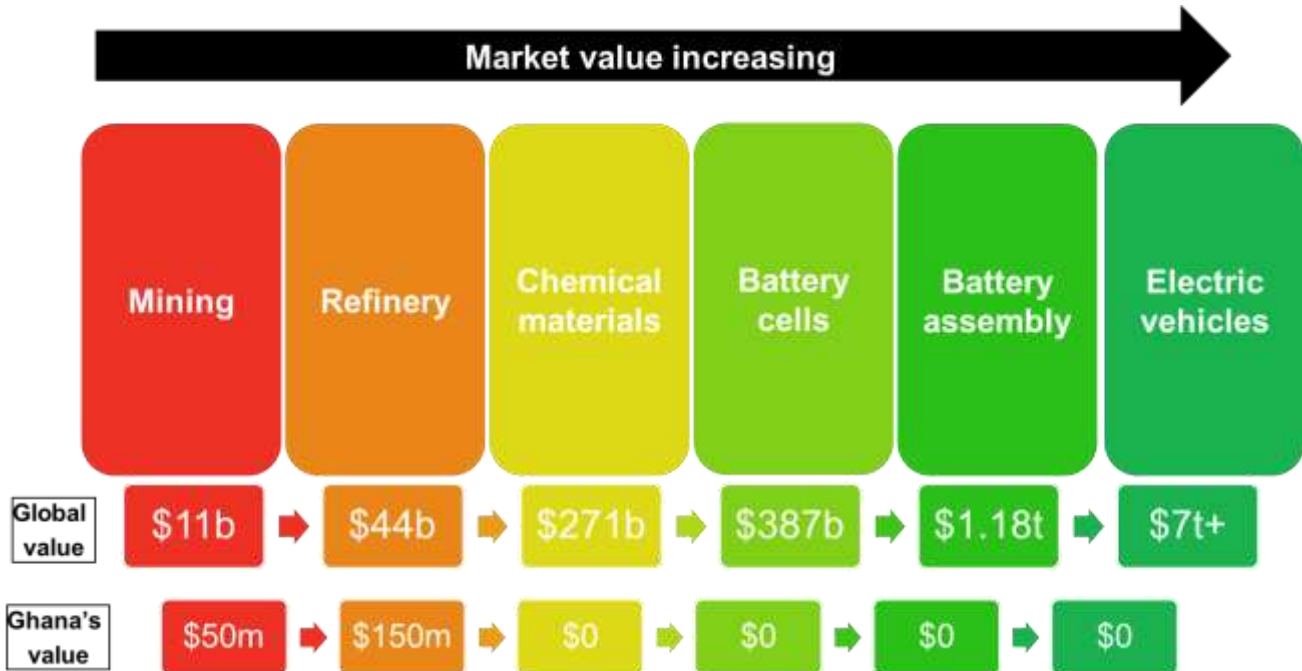 Market value increasing
Mining
Refinery
Chemical
materials
Battery
cells
Battery
assembly
Electric
vehicles
Global
value
$11b
$44b
$271b
$387b
$1.18t
$7t+
Ghana's
value
$50m
$150m
$0
$0
$0
$0